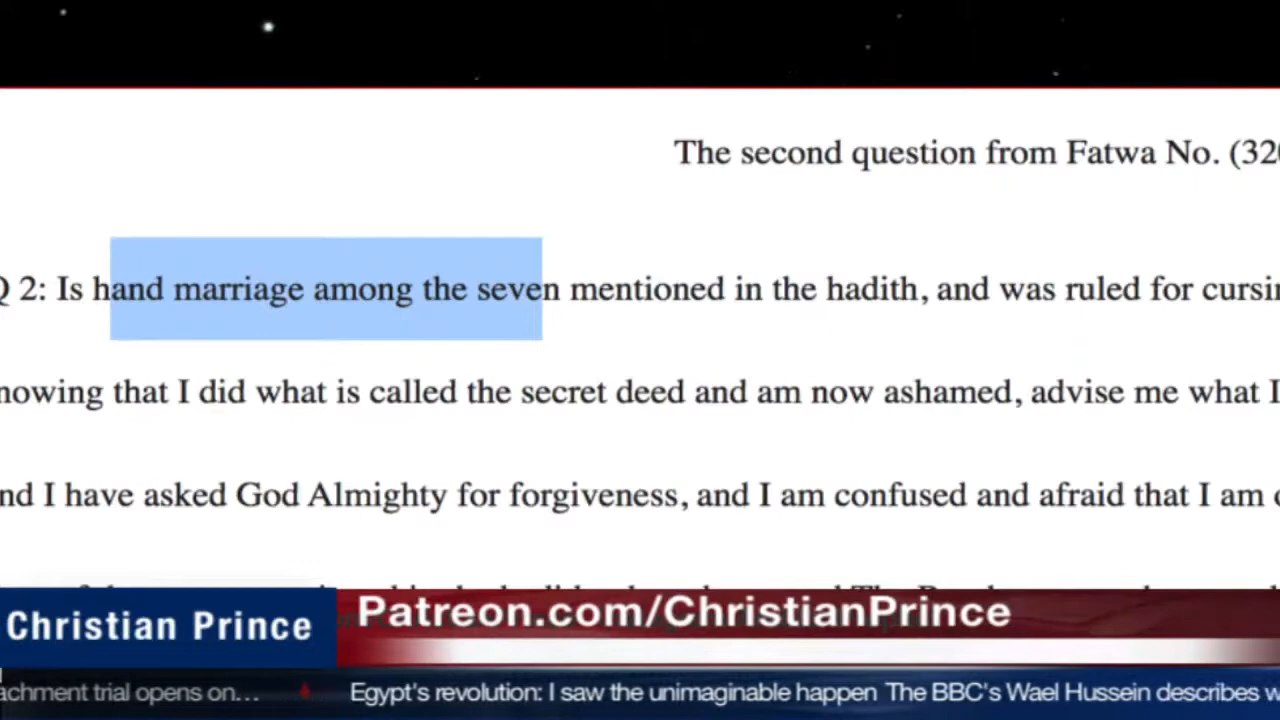 The second question from Fatwa No. (320
Q 2: Is hand marriage among the seven mentioned in the hadith, and was ruled for cursin
nowing that I did what is called the secret deed and am now ashamed, advise me what I
nd I have asked God Almighty for forgiveness, and I am confused and afraid that I am
Christian Prince
Patreon.com/ChristianPrince
achment trial opens on...
Egypt's revolution: I saw the unimaginable happen The BBC's Wael Hussein describes w